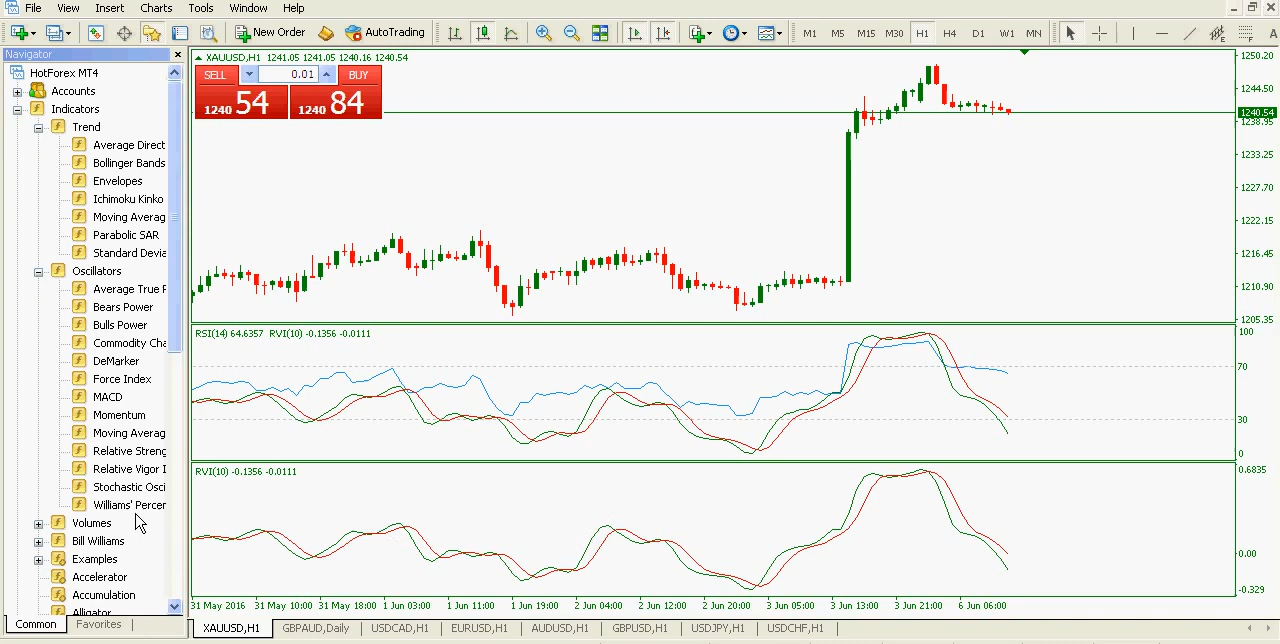 File View Insert Charts Tools Window Help
New Order AutoTrading M1 M5 M15 M30 H1 H4 D1 W1 MN A
Navigator
HotForex MT4
Accounts
Indicators
Trend
Average Direct
Bollinger Bands
Envelopes
Ichimoku Kinko
Moving Averag
Parabolic SAR
Standard Devia
Oscillators
Average True F
Bears Power
Bulls Power
Commodity Cha
DeMarker
Force Index
MACD
Momentum
Moving Averag
Relative Streng
Relative Vigor I
Stochastic Osci
Williams' Percer
Volumes
Bill Williams
Examples
Accelerator
Accumulation
Alligator
Common Favorites
XAUUSD,H1 1241.05 1241.05 1240.16 1240.54
SELL 0.01 BUY
1240 54 1240 84
1250.20
1244.50
1240.54
1238.95
1233.25
1227.70
1222.15
1216.45
1210.90
1205.35
RSI(14) 64.6357 RVI(10) -0.1356 -0.0111
100
70
30
0
RVI(10) -0.1356 -0.0111
0.6835
0.00
-0.329
31 May 2016 31 May 10:00 31 May 18:00 1 Jun 03:00 1 Jun 11:00 1 Jun 19:00 2 Jun 04:00 2 Jun 12:00 2 Jun 20:00 3 Jun 05:00 3 Jun 13:00 3 Jun 21:00 6 Jun 06:00
XAUUSD,H1 GBPAUD,Daily USDCAD,H1 EURUSD,H1 AUDUSD,H1 GBPUSD,H1 USDJPY,H1 USDCHF,H1